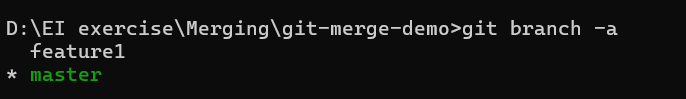 D:\EI exercise\Merging\git-merge-demo>git branch -a
  feature1
* master